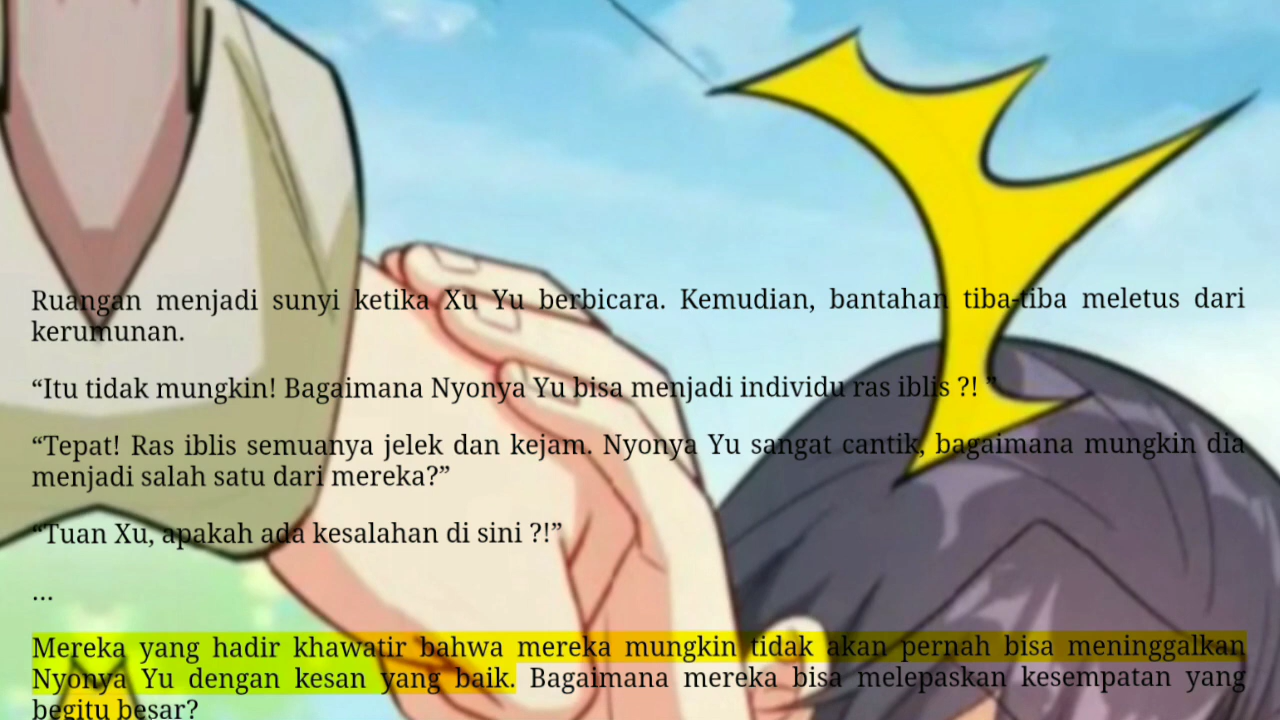 Ruangan menjadi sunyi ketika Xu Yu berbicara. Kemudian, bantahan tiba-tiba meletus dari
kerumunan.
“Itu tidak mungkin! Bagaimana Nyonya Yu bisa menjadi individu ras iblis ?! ”
“Tepat! Ras iblis semuanya jelek dan kejam. Nyonya Yu sangat cantik, bagaimana mungkin dia
menjadi salah satu dari mereka?”
“Tuan Xu, apakah ada kesalahan di sini ?!”
...
Mereka yang hadir khawatir bahwa mereka mungkin tidak akan pernah bisa meninggalkan
Nyonya Yu dengan kesan yang baik. Bagaimana mereka bisa melepaskan kesempatan yang
begitu besar?